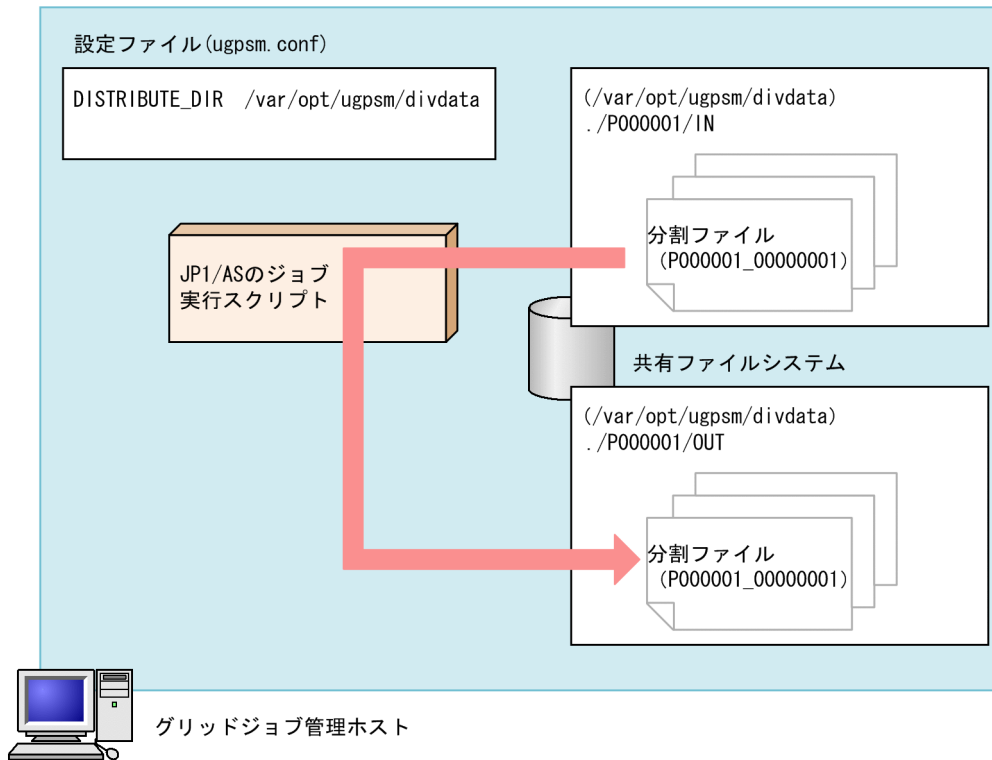 設定ファイル(ugpsm.conf)
DISTRIBUTE_DIR /var/opt/ugpsm/divdata
(/var/opt/ugpsm/divdata)
./P000001/IN
分割ファイル
(P000001_00000001)
JP1/ASのジョブ
実行スクリプト
共有ファイルシステム
(/var/opt/ugpsm/divdata)
./P000001/OUT
分割ファイル
(P000001_00000001)
グリッドジョブ管理ホスト